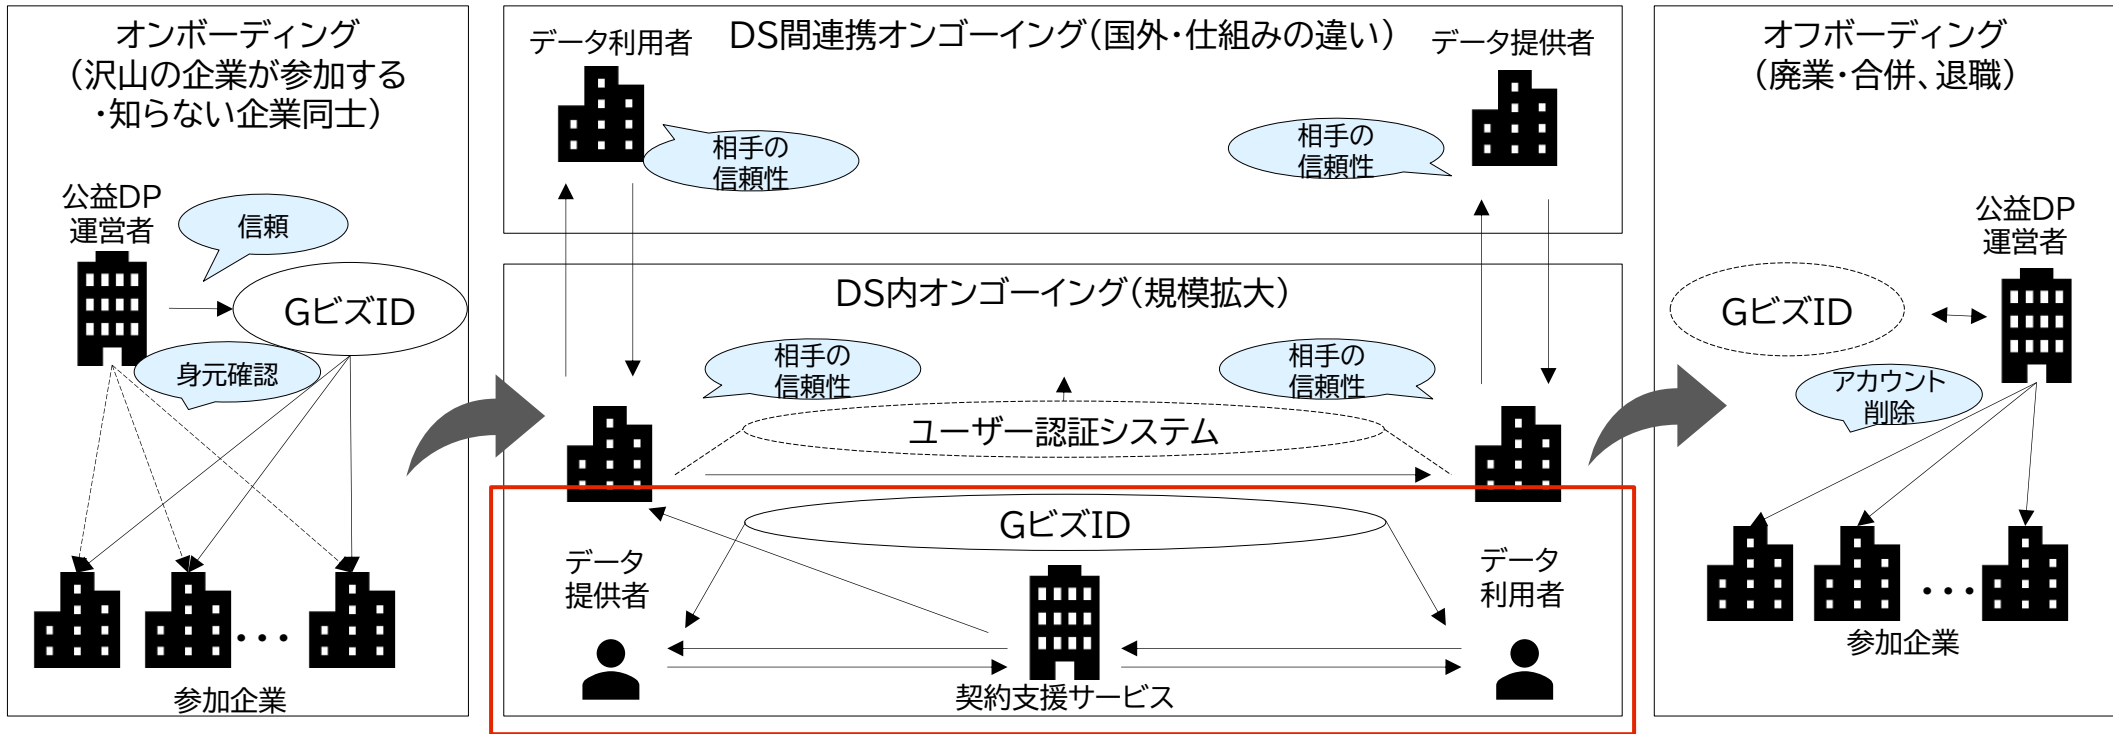 オンボーディング
（沢山の企業が参加する
・知らない企業同士）
公益DP
運営者
信頼
GビズID
身元確認
参加企業
DS間連携オンゴーイング（国外・仕組みの違い）
データ利用者
データ提供者
相手の
信頼性
相手の
信頼性
DS内オンゴーイング（規模拡大）
相手の
信頼性
相手の
信頼性
ユーザー認証システム
GビズID
データ
提供者
データ
利用者
契約支援サービス
オフボーディング
（廃業・合併、退職）
公益DP
運営者
GビズID
アカウント
削除
参加企業